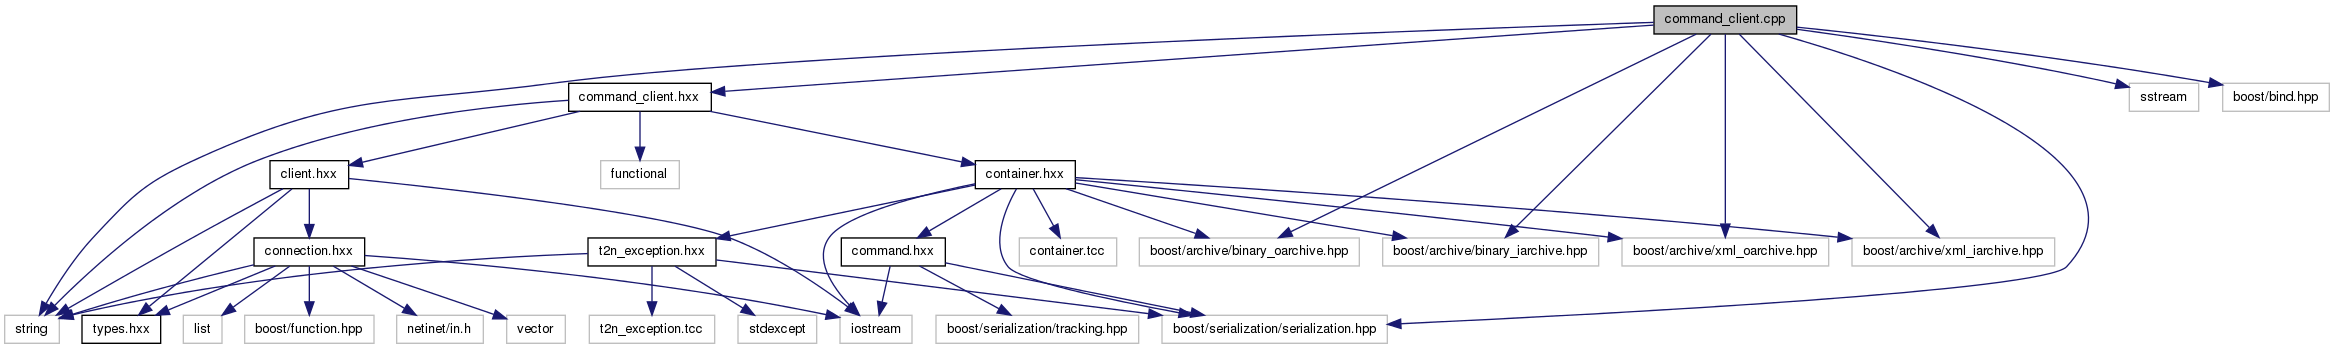 command_client.cpp
command_client.hxx
sstream
boost/bind.hpp
client.hxx
functional
container.hxx
connection.hxx
t2n_exception.hxx
command.hxx
container.tcc
boost/archive/binary_oarchive.hpp
boost/archive/binary_iarchive.hpp
boost/archive/xml_oarchive.hpp
boost/archive/xml_iarchive.hpp
string
types.hxx
list
boost/function.hpp
netinet/in.h
vector
t2n_exception.tcc
stdexcept
iostream
boost/serialization/tracking.hpp
boost/serialization/serialization.hpp